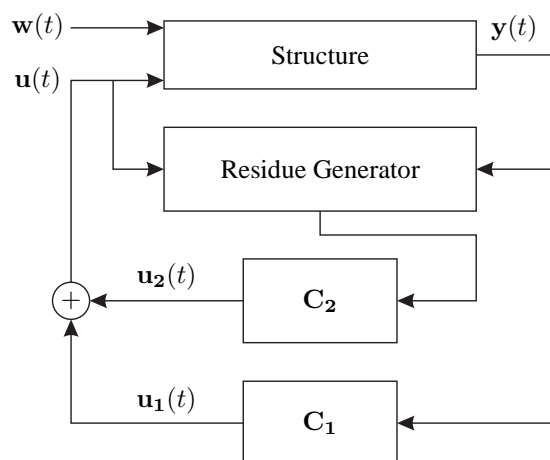 w(t)
y(t)
Structure
u(t)
Residue Generator
u₂(t)
C₂
+
u₁(t)
C₁